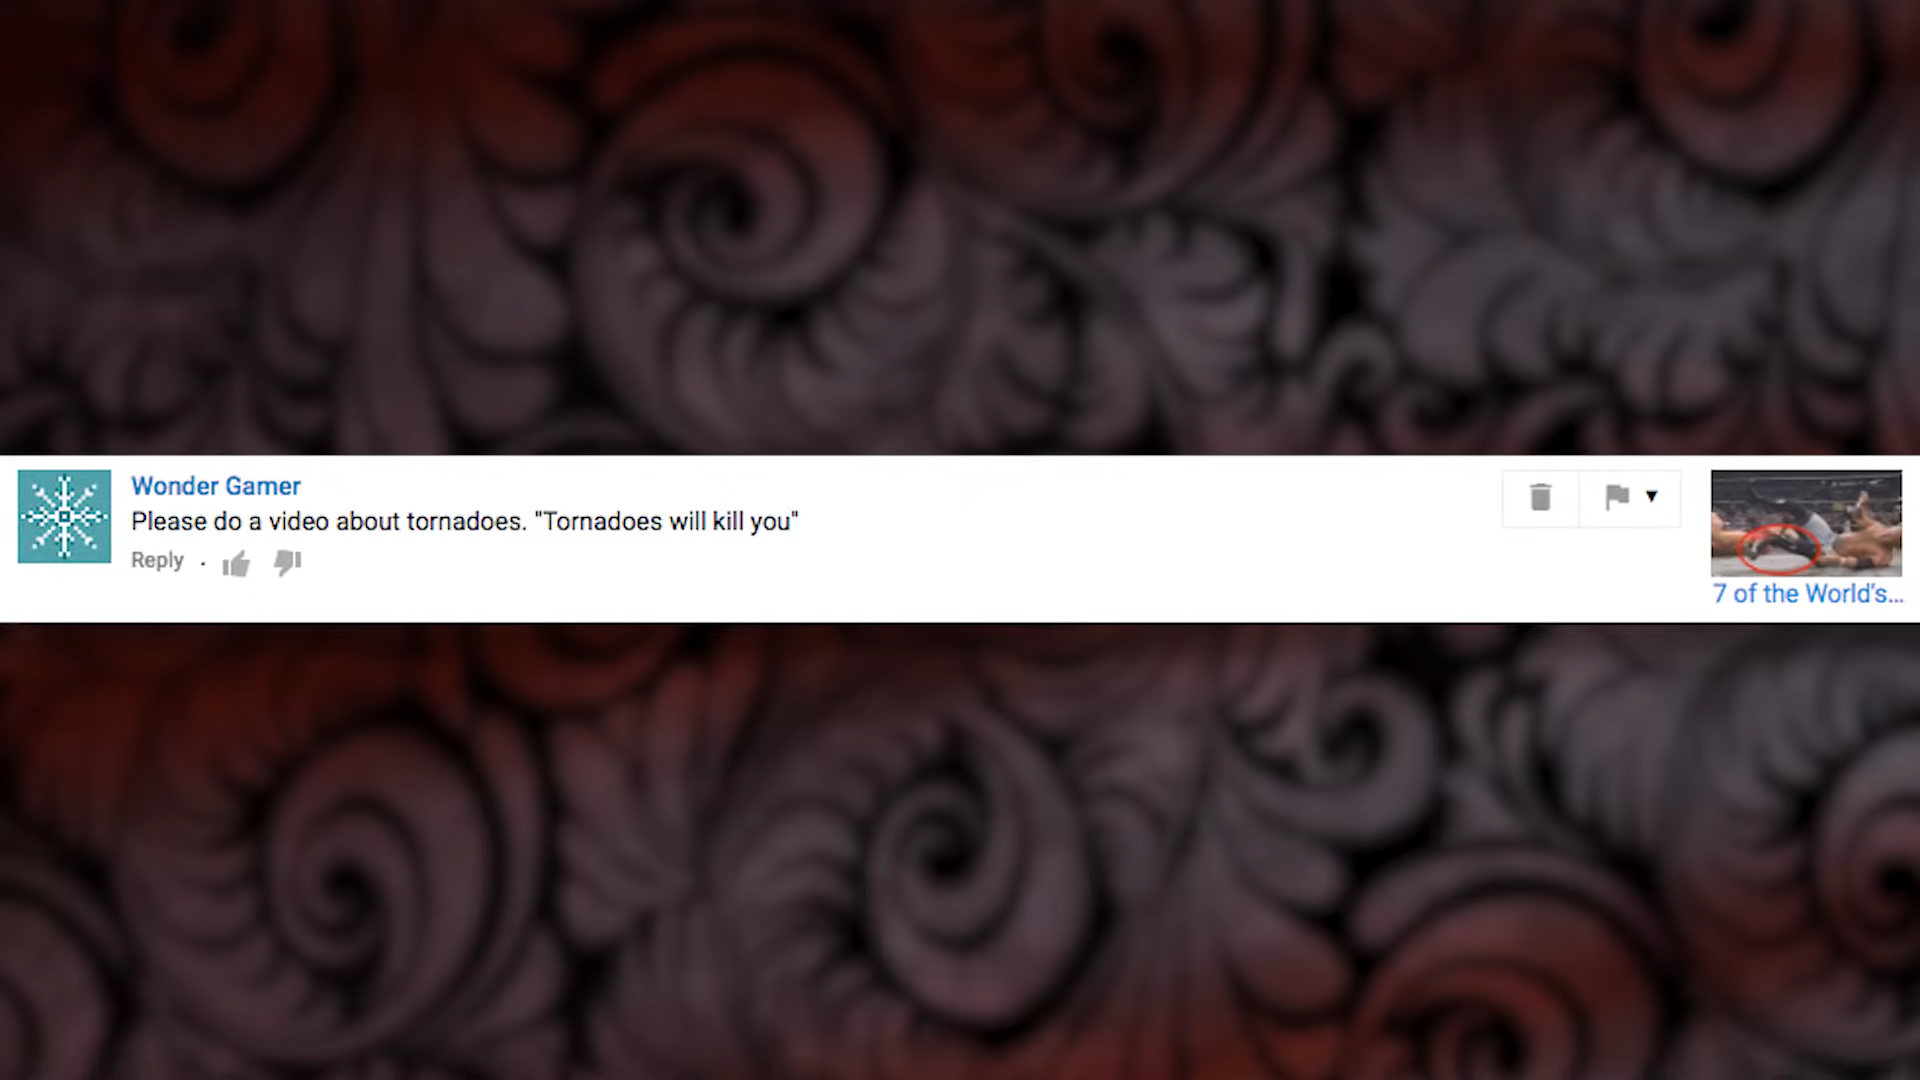 Wonder Gamer
Please do a video about tornadoes. "Tornadoes will kill you"
Reply ·
7 of the World's...